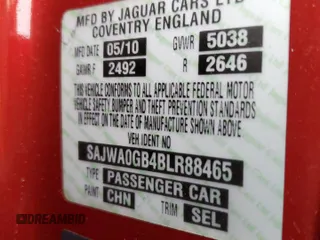 MFD BY JAGUAR CARS LTD
COVENTRY ENGLAND
MFD DATE 05/10 GVWR 5038
GAWR F 2492 R 2646
THIS VEHICLE CONFORMS TO ALL APPLICABLE FEDERAL MOTOR
VEHICLE SAFETY, BUMPER AND THEFT PREVENTION STANDARDS
IN EFFECT ON THE DATE OF MANUFACTURE SHOWN ABOVE
VEH IDENT NO
SAJWA0GB4BLR88465
TYPE PASSENGER CAR
PAINT CHN TRIM SEL
DREAMBID